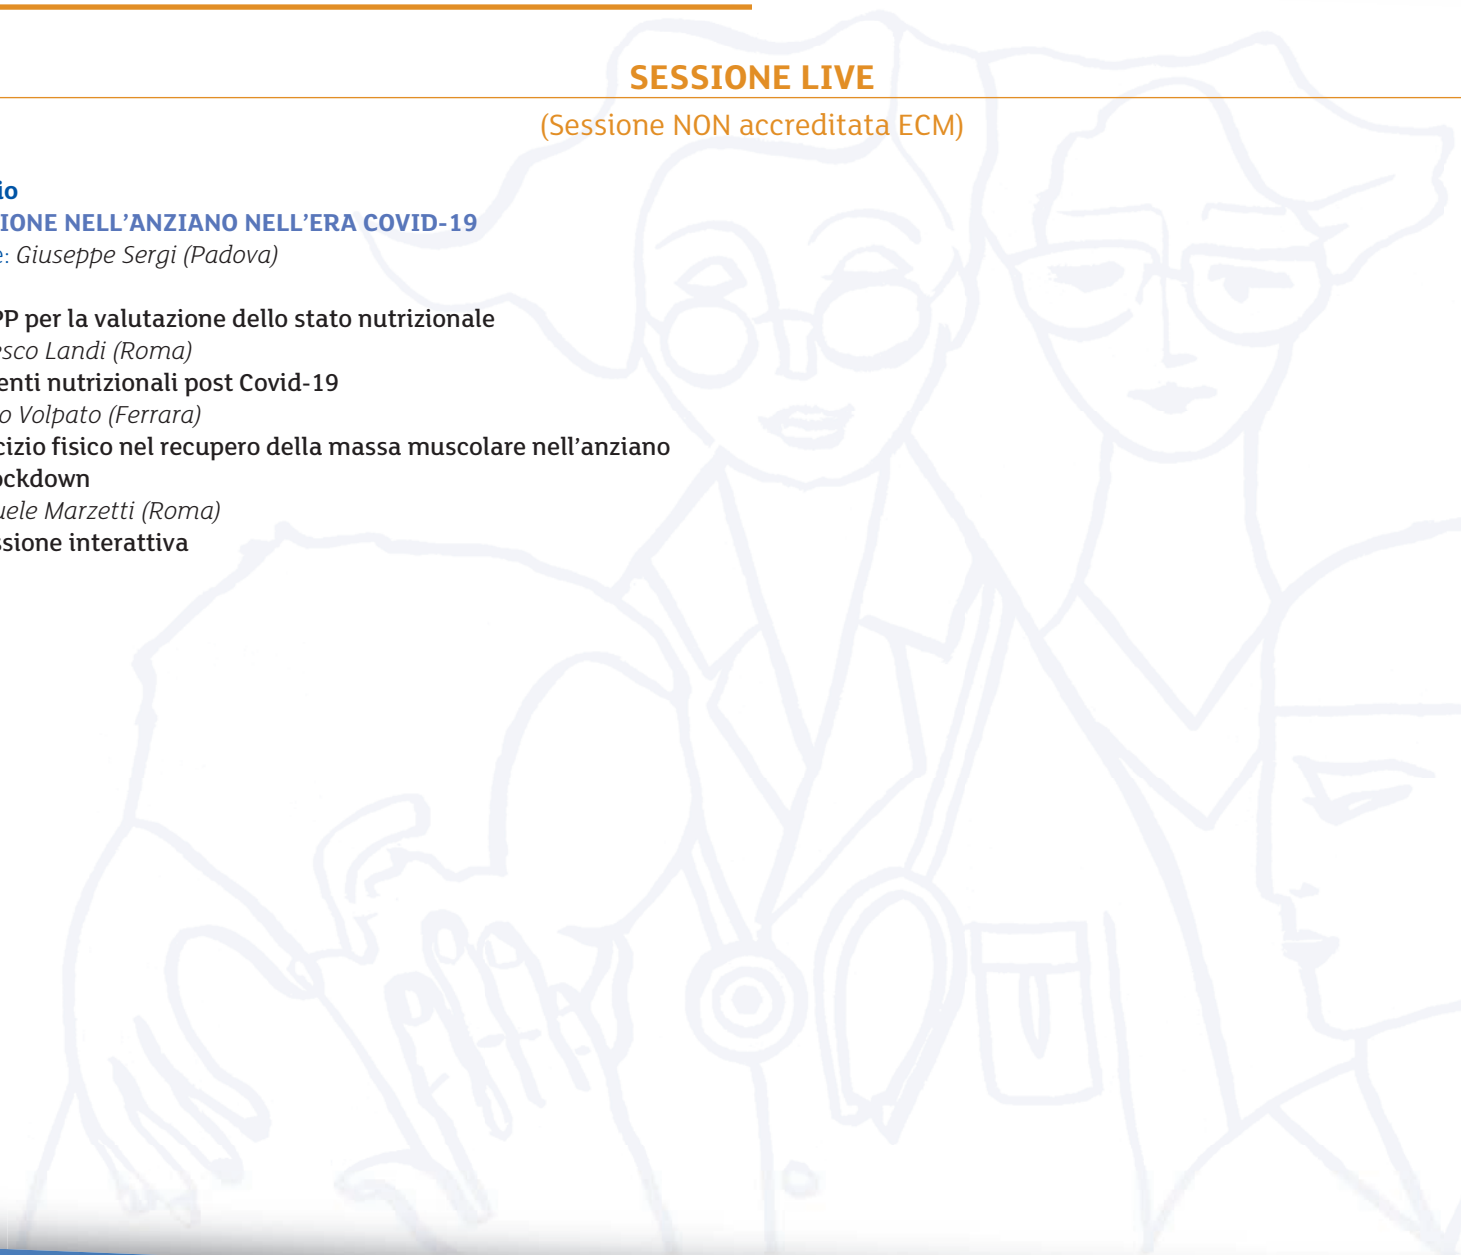 SESSIONE LIVE
(Sessione NON accreditata ECM)
io
IONE NELL’ANZIANO NELL’ERA COVID-19
e: Giuseppe Sergi (Padova)
PP per la valutazione dello stato nutrizionale
esco Landi (Roma)
enti nutrizionali post Covid-19
o Volpato (Ferrara)
cizio fisico nel recupero della massa muscolare nell’anziano
ockdown
uele Marzetti (Roma)
ssione interattiva